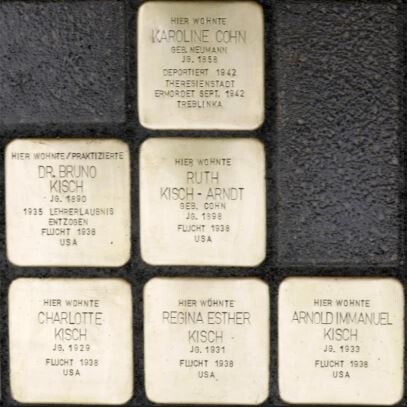 HIER WOHNTE
KAROLINE COHN
GEB. NEUMANN
JG. 1858
DEPORTIERT 1942
THERESIENSTADT
ERMORDET SEPT. 1942
TREBLINKA
HIER WOHNTE/PRAKTIZIERTE
DR. BRUNO
KISCH
JG. 1890
1935 LEHRERLAUBNIS
ENTZOGEN
FLUCHT 1938
USA
HIER WOHNTE
RUTH
KISCH-ARNDT
GEB. COHN
JG. 1898
FLUCHT 1938
USA
HIER WOHNTE
CHARLOTTE
KISCH
JG. 1929
FLUCHT 1938
USA
HIER WOHNTE
REGINA ESTHER
KISCH
JG. 1931
FLUCHT 1938
USA
HIER WOHNTE
ARNOLD IMMANUEL
KISCH
JG. 1933
FLUCHT 1938
USA